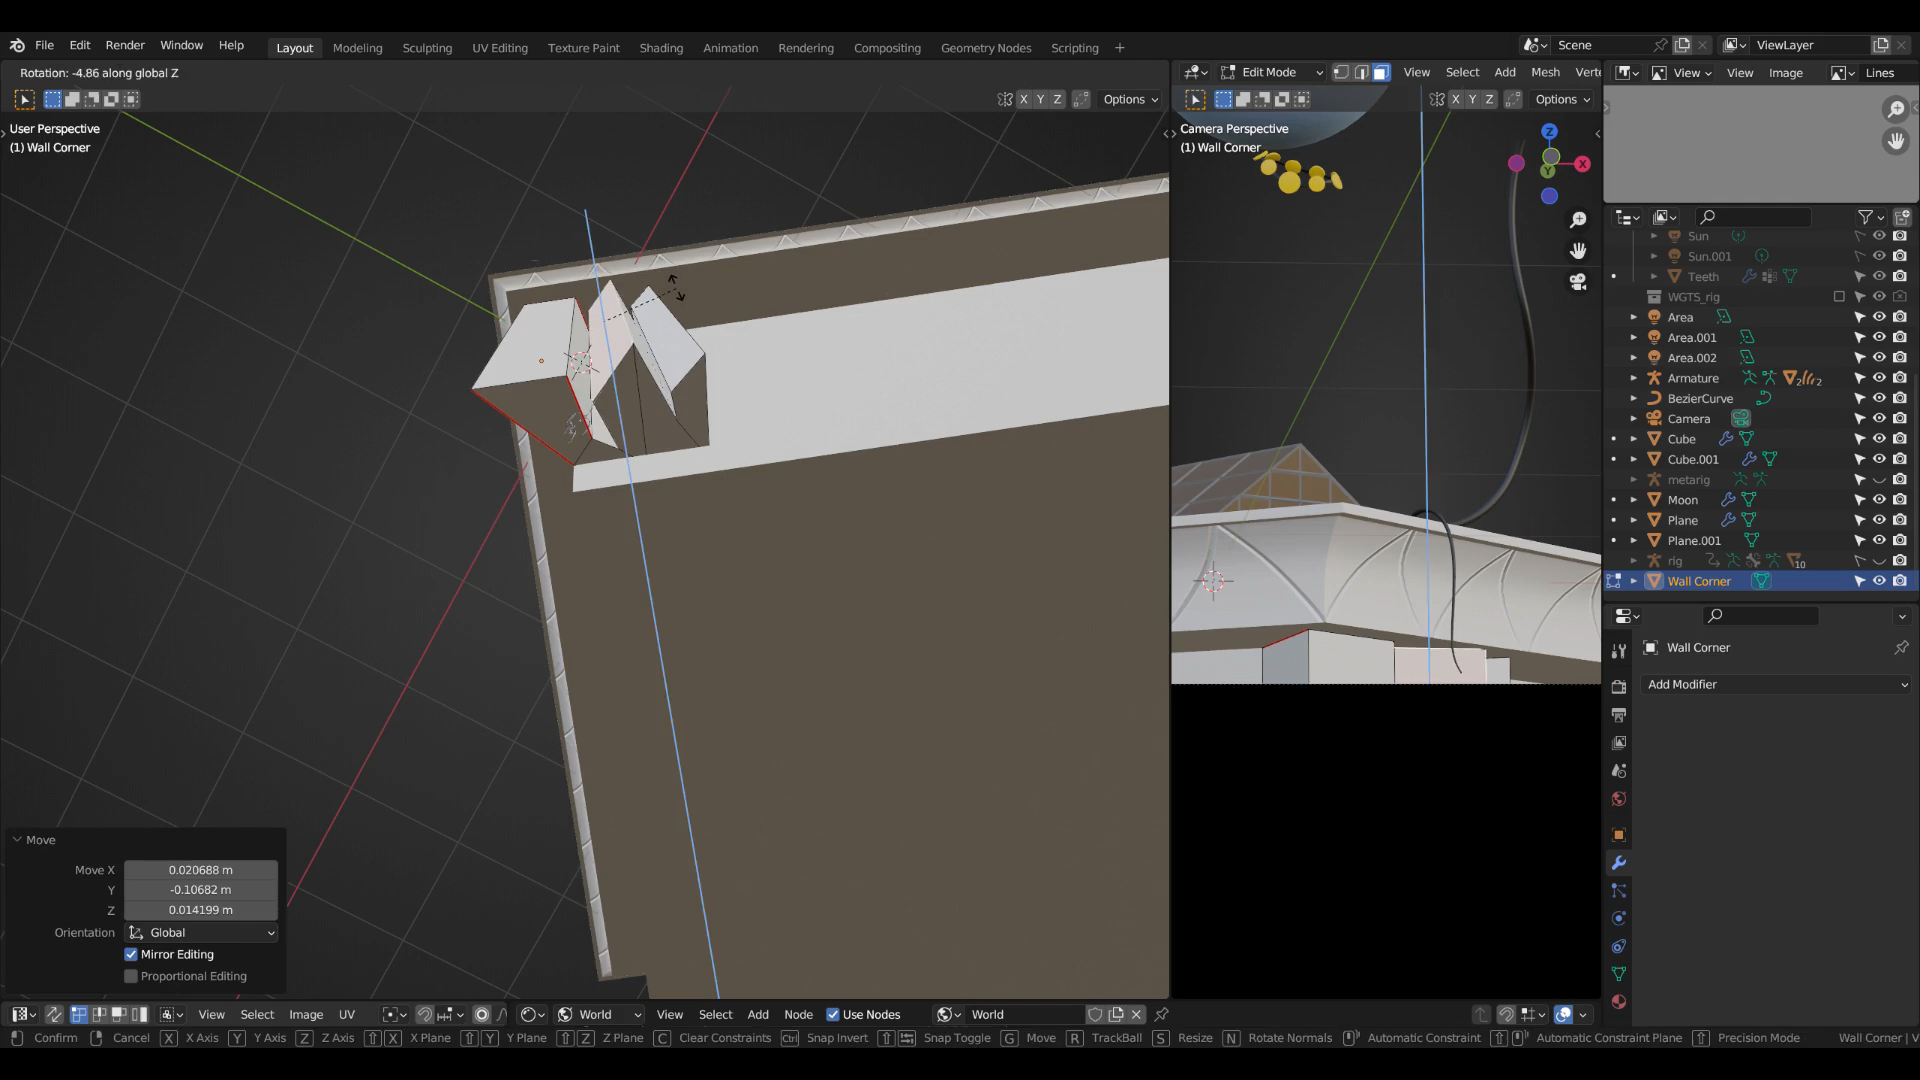 File Edit Render Window Help Layout Modeling Sculpting UV Editing Texture Paint Shading Animation Rendering Compositing Geometry Nodes Scripting + Scene ViewLayer
Rotation: -4.86 along global Z
Edit Mode View Select Add Mesh Verte View View Image Lines
X Y Z Options X Y Z Options
User Perspective
(1) Wall Corner
Camera Perspective
(1) Wall Corner
Z
X
Y
Sun
Sun.001
Teeth
WGTS_rig
Area
Area.001
Area.002
Armature 2 2
BezierCurve
Camera
Cube
Cube.001
metarig
Moon
Plane
Plane.001
rig 10
Wall Corner
Wall Corner
Add Modifier
Move
Move X 0.020688 m
Y -0.10682 m
Z 0.014199 m
Orientation Global
Mirror Editing
Proportional Editing
View Select Image UV World View Select Add Node Use Nodes World
Confirm Cancel X X Axis Y Y Axis Z Z Axis X X Plane Y Y Plane Z Z Plane C Clear Constraints Ctrl Snap Invert Snap Toggle G Move R TrackBall S Resize N Rotate Normals Automatic Constraint Automatic Constraint Plane Precision Mode Wall Corner | V